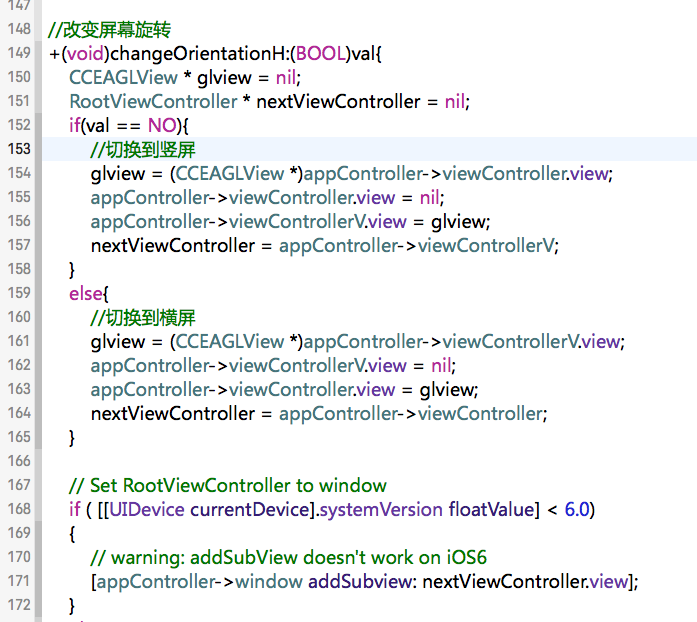 147
148 //改变屏幕旋转
149 +(void)changeOrientationH:(BOOL)val{
150 CCEAGLView * glview = nil;
151 RootViewController * nextViewController = nil;
152 if(val == NO){
153 //切换到竖屏
154 glview = (CCEAGLView *)appController->viewController.view;
155 appController->viewController.view = nil;
156 appController->viewControllerV.view = glview;
157 nextViewController = appController->viewControllerV;
158 }
159 else{
160 //切换到横屏
161 glview = (CCEAGLView *)appController->viewControllerV.view;
162 appController->viewControllerV.view = nil;
163 appController->viewController.view = glview;
164 nextViewController = appController->viewController;
165 }
166
167 // Set RootViewController to window
168 if ( [[UIDevice currentDevice].systemVersion floatValue] < 6.0)
169 {
170 // warning: addSubView doesn't work on iOS6
171 [appController->window addSubview: nextViewController.view];
172 }